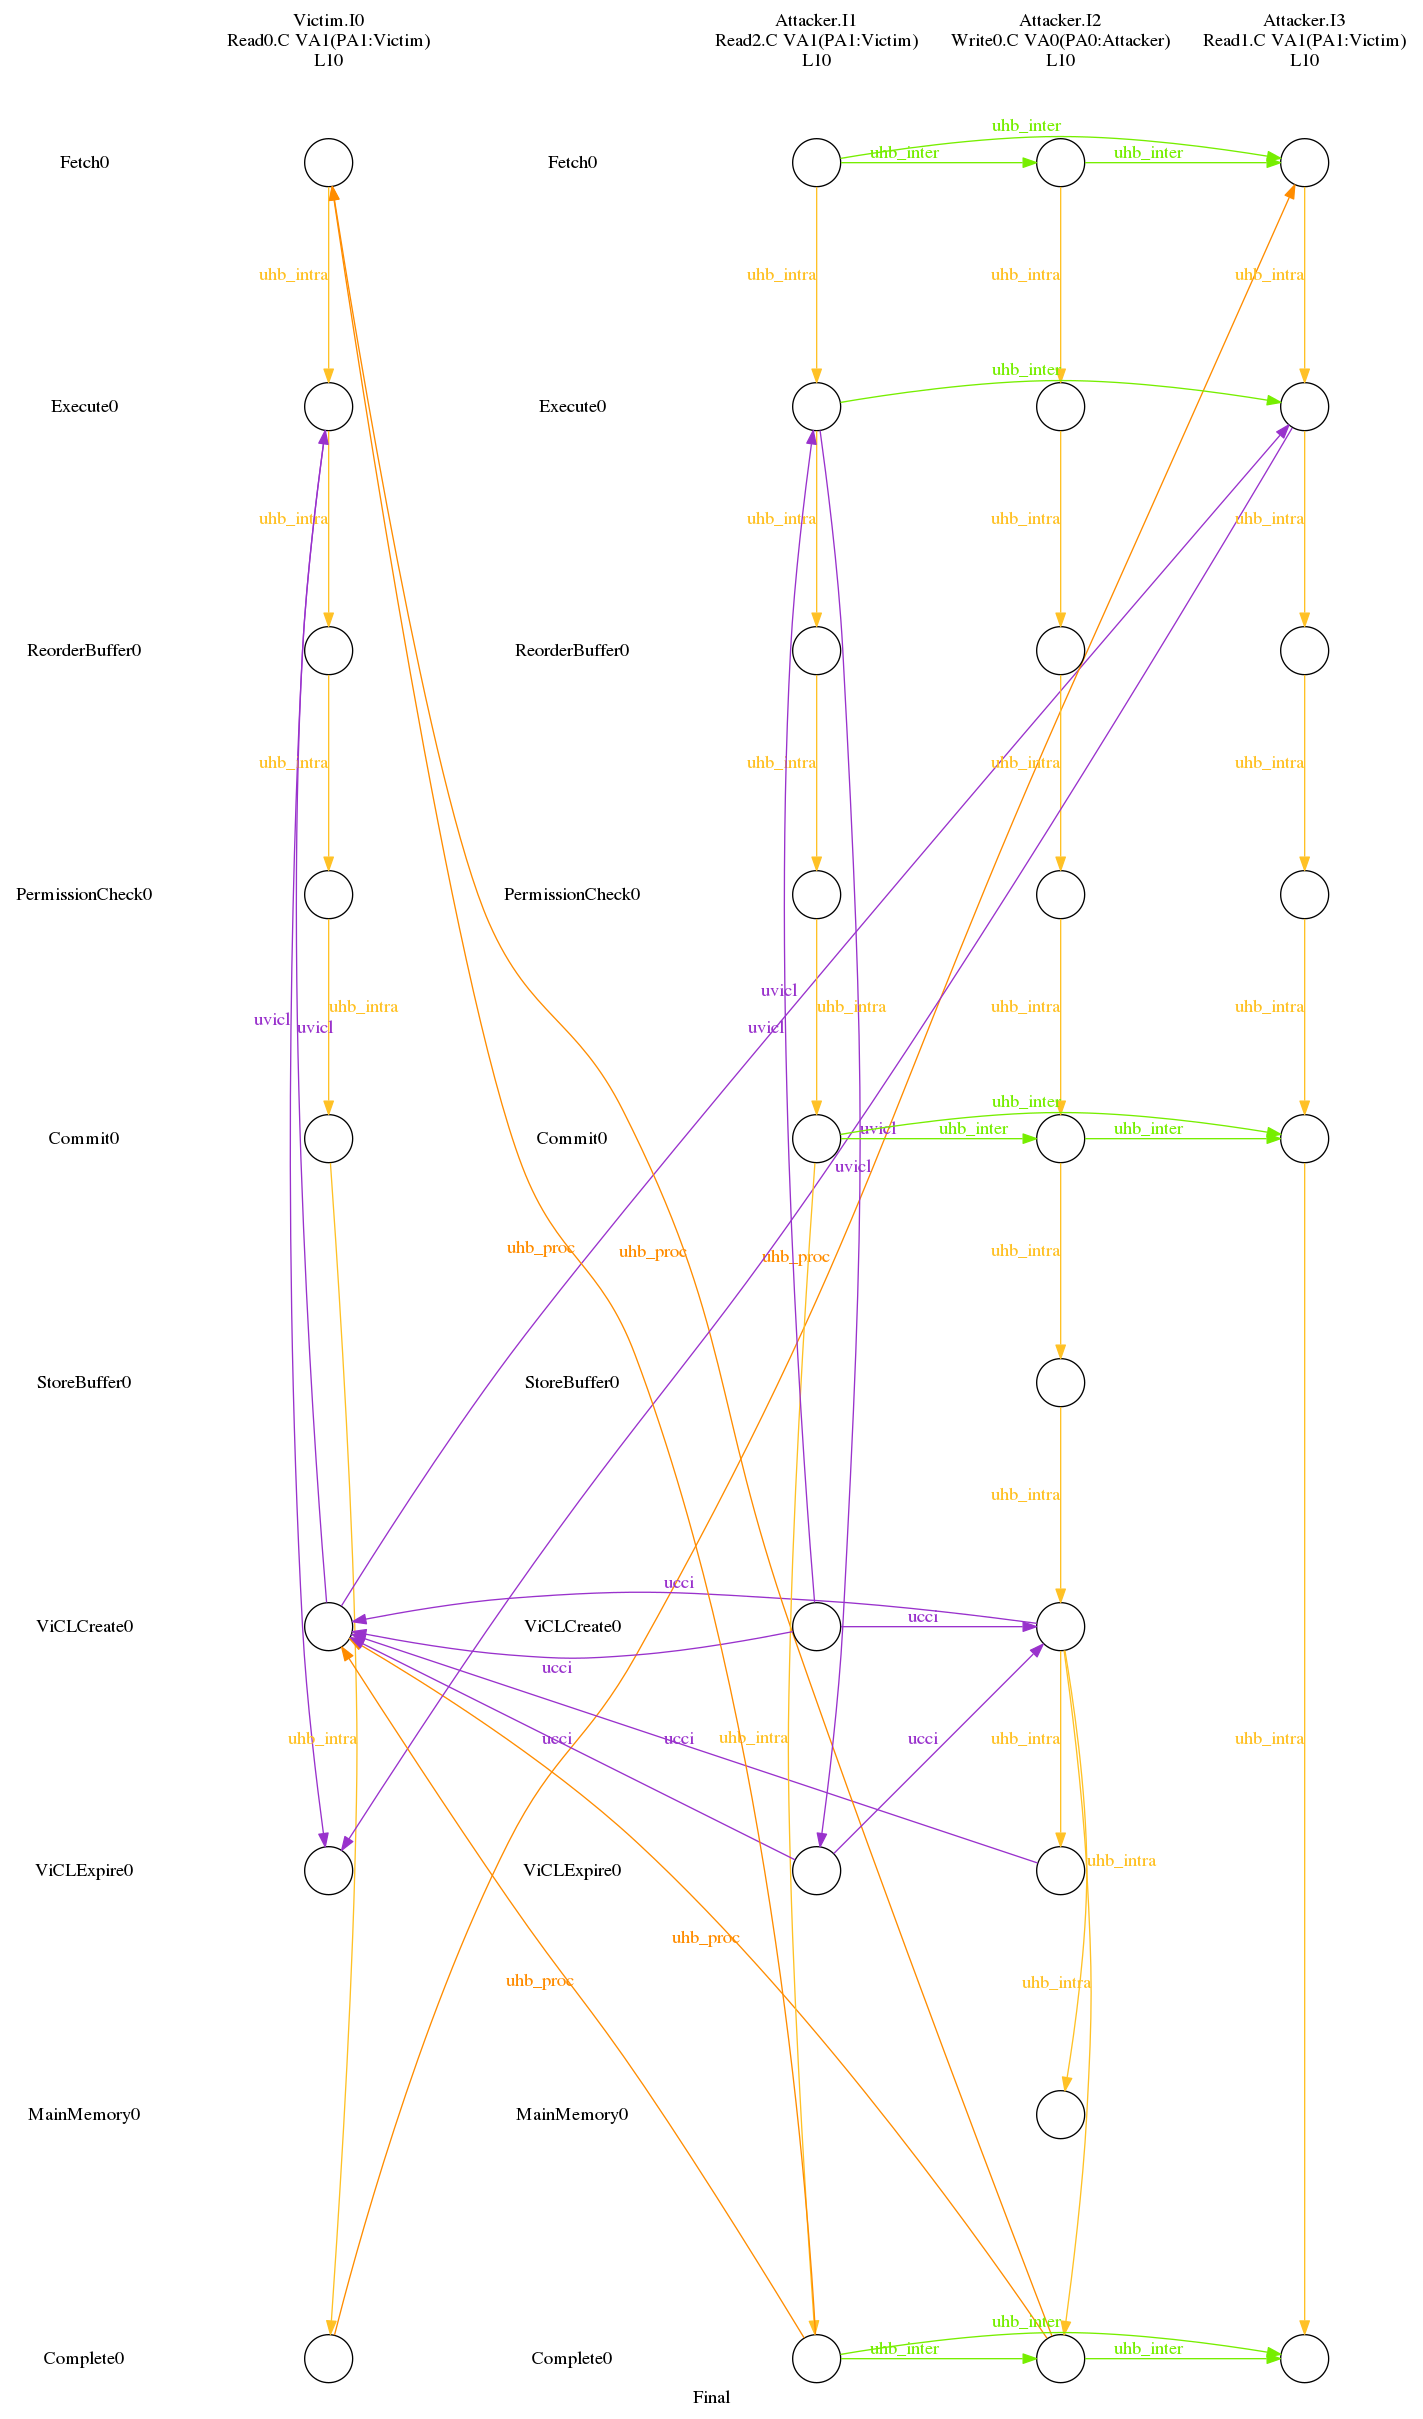 Victim.I0
Read0.C VA1(PA1:Victim)
L10
Attacker.I1
Read2.C VA1(PA1:Victim)
L10
Attacker.I2
Write0.C VA0(PA0:Attacker)
L10
Attacker.I3
Read1.C VA1(PA1:Victim)
L10
uhb_inter
Fetch0
Fetch0
uhb_inter
uhb_inter
uhb_intra
uhb_intra
uhb_intra
uhb_intra
uhb_inter
Execute0
Execute0
uhb_intra
uhb_intra
uhb_intra
uhb_intra
ReorderBuffer0
ReorderBuffer0
uhb_intra
uhb_intra
uhb_intra
uhb_intra
PermissionCheck0
PermissionCheck0
uvicl
uhb_intra
uhb_intra
uhb_intra
uhb_intra
uvicl
uvicl
uvicl
uhb_inter
Commit0
Commit0
uvicl
uhb_inter
uhb_inter
uvicl
uhb_proc
uhb_proc
uhb_proc
uhb_intra
StoreBuffer0
StoreBuffer0
uhb_intra
ucci
ViCLCreate0
ViCLCreate0
ucci
ucci
uhb_intra
ucci
ucci
uhb_intra
ucci
uhb_intra
uhb_intra
ViCLExpire0
ViCLExpire0
uhb_intra
uhb_proc
uhb_proc
uhb_intra
MainMemory0
MainMemory0
uhb_inter
Complete0
Complete0
uhb_inter
uhb_inter
Final